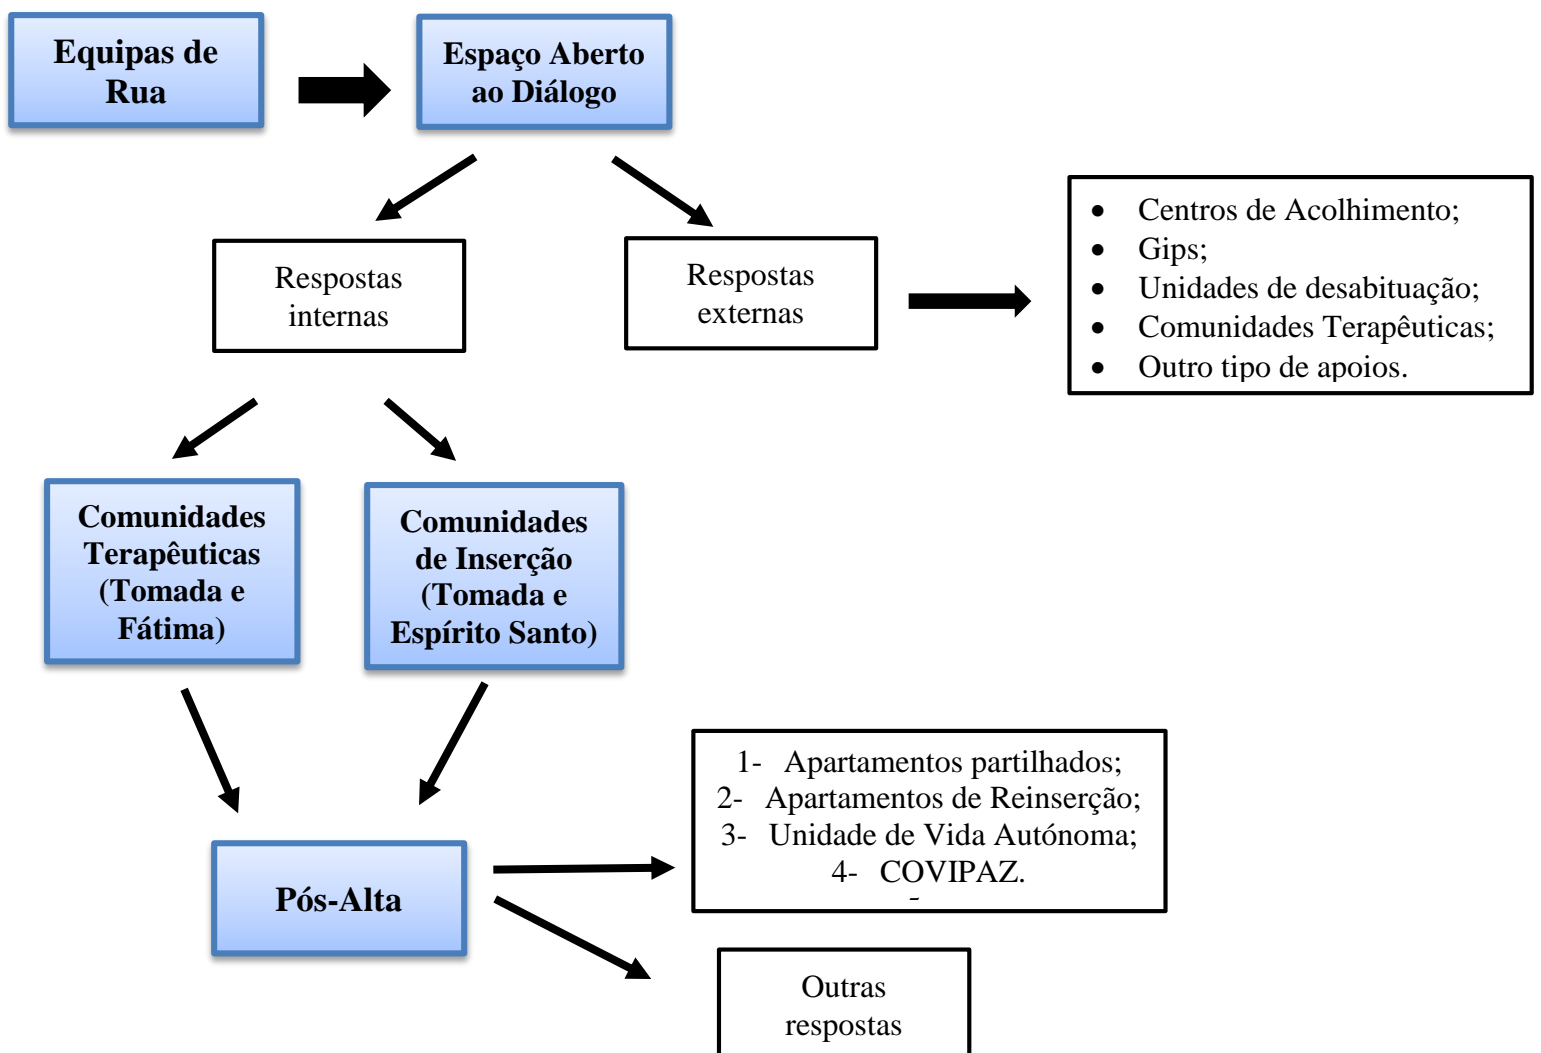 Equipas de
Rua
Espaço Aberto
ao Diálogo
Respostas
internas
Respostas
externas
• Centros de Acolhimento;
• Gips;
• Unidades de desabituação;
• Comunidades Terapêuticas;
• Outro tipo de apoios.
Comunidades
Terapêuticas
(Tomada e
Fátima)
Comunidades
de Inserção
(Tomada e
Espírito Santo)
Pós-Alta
1- Apartamentos partilhados;
2- Apartamentos de Reinserção;
3- Unidade de Vida Autónoma;
4- COVIPAZ.
Outras
respostas